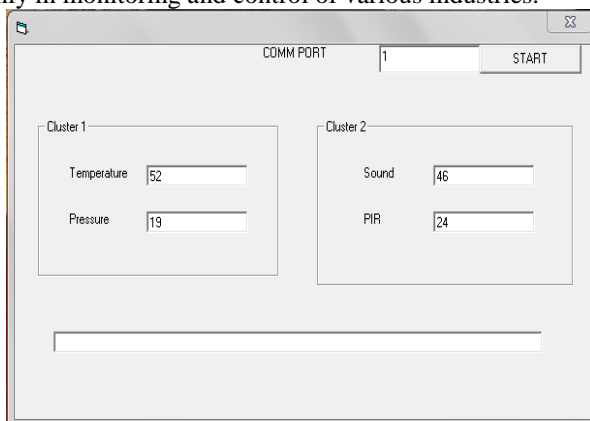 in monitoring and control of various industries.
COMM PORT 1 START
Cluster 1 Cluster 2
Temperature 52 Sound 46
Pressure 19 PIR 24